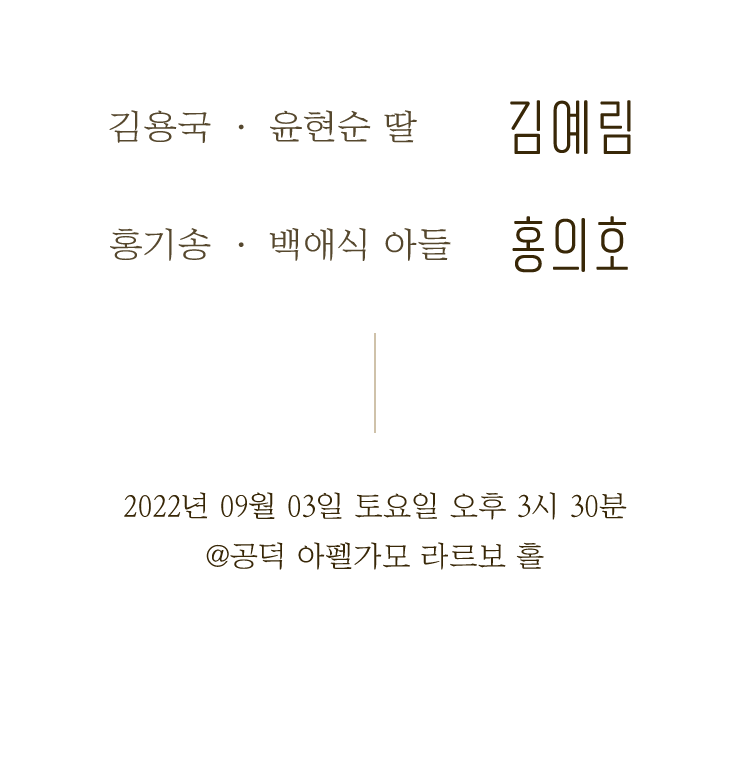 김용국 · 윤현순 딸 김예림
홍기송 · 백애식 아들 홍의호
2022년 09월 03일 토요일 오후 3시 30분
@공덕 아펠가모 라르보 홀